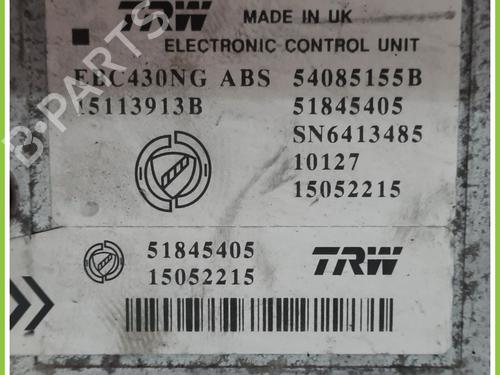 TRW MADE IN UK
ELECTRONIC CONTROL UNIT
EBC430NG ABS 54085155B
15113913B 51845405
SN6413485
10127
15052215
51845405
15052215
TRW
B-PARTS